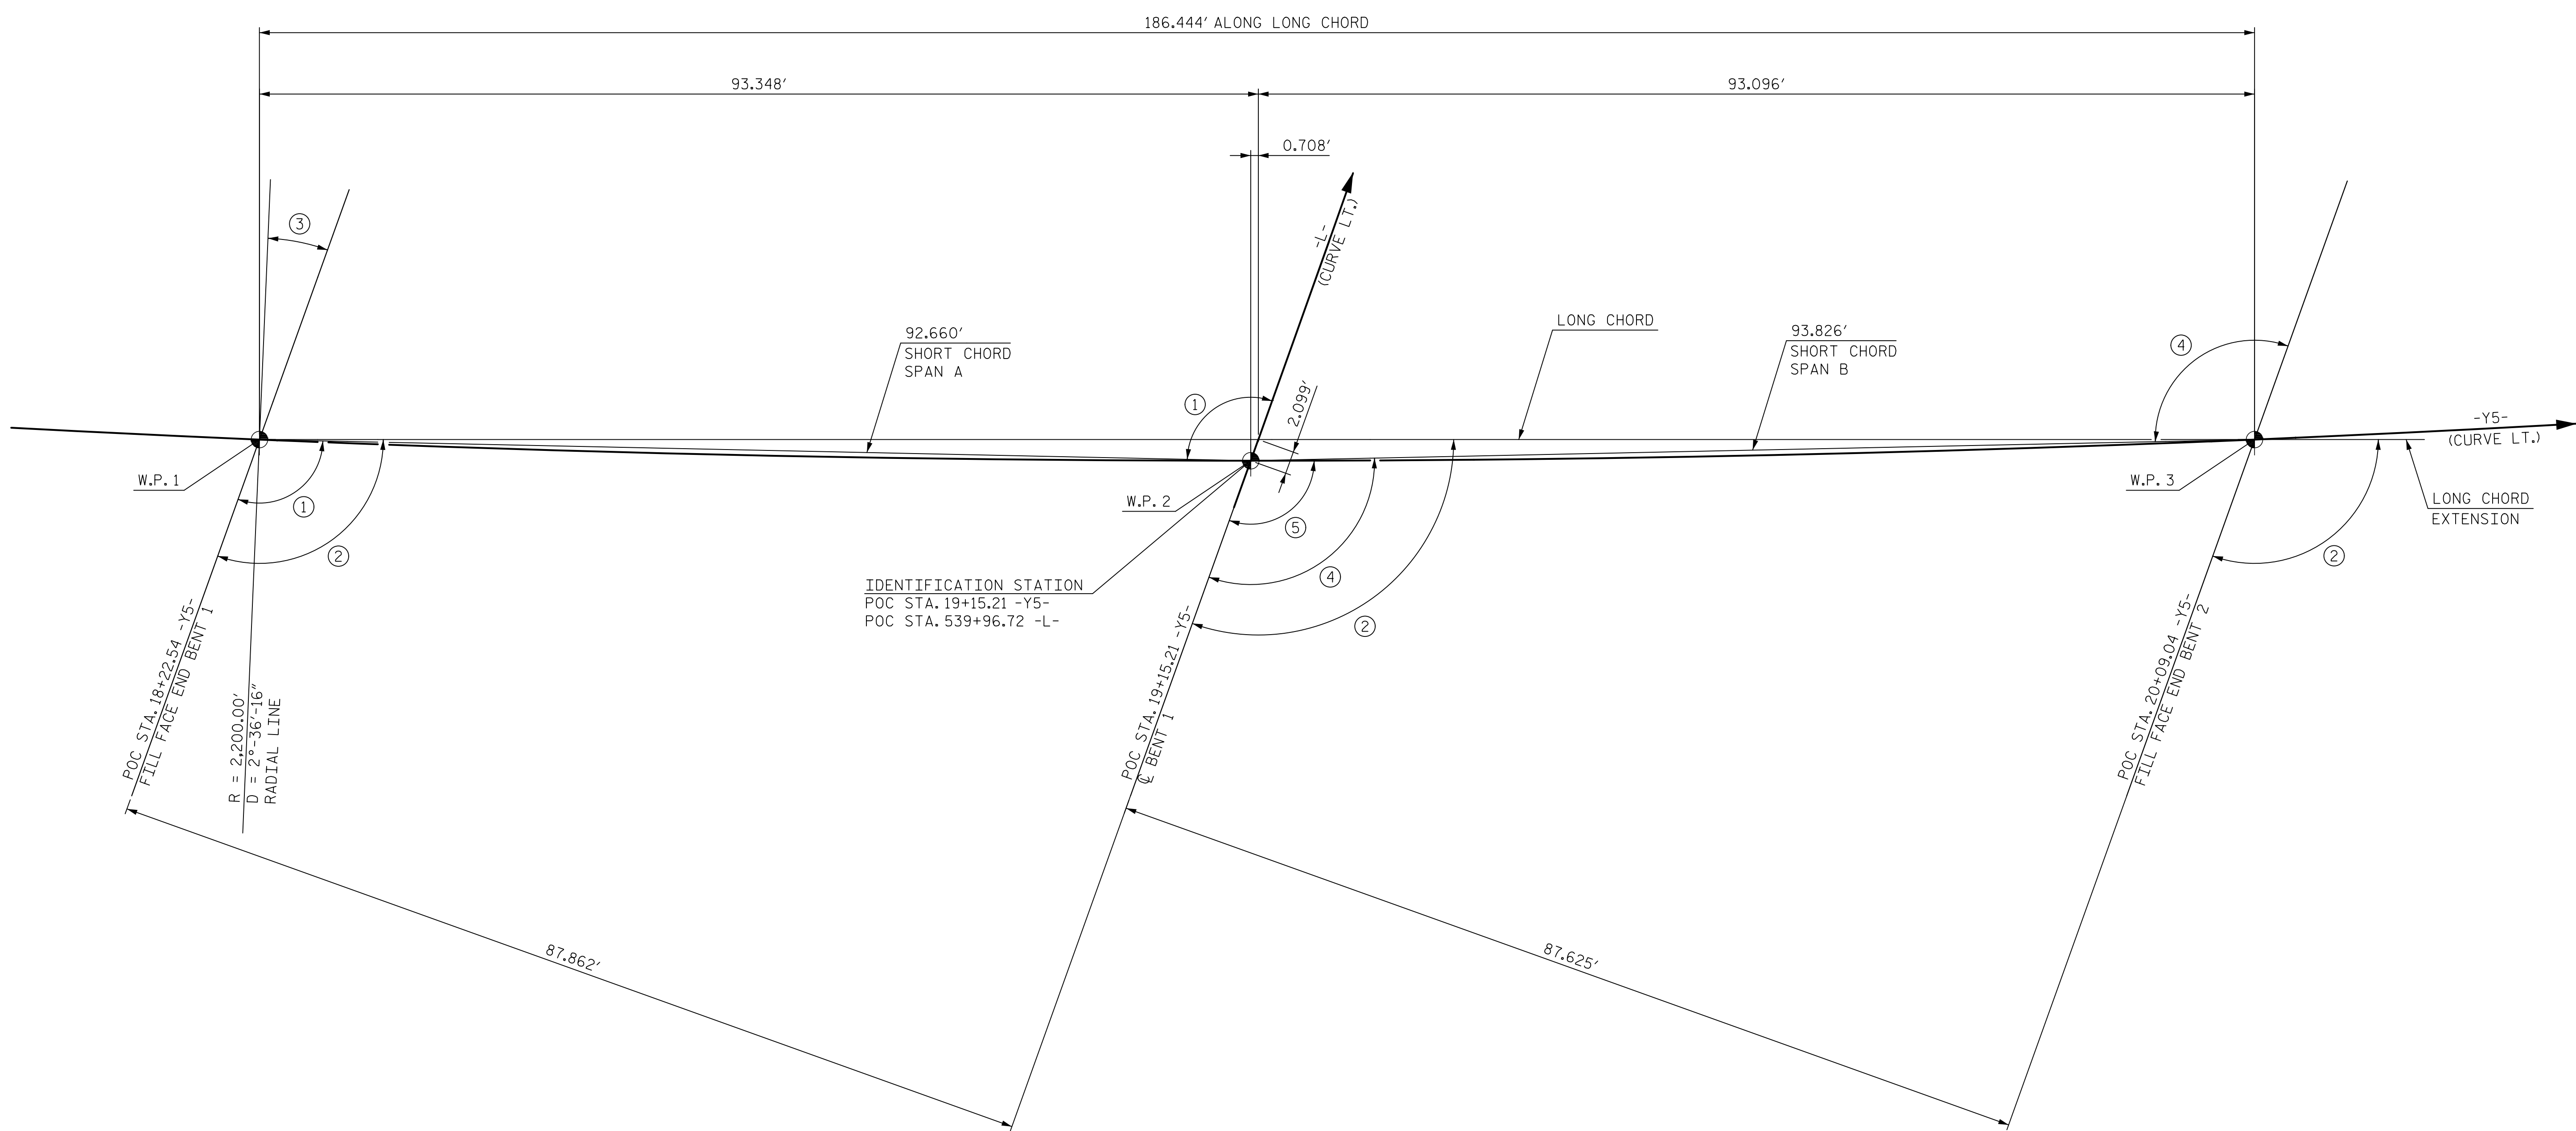 186.444' ALONG LONG CHORD
93.348'
93.096'
0.708'
3
-L-
(CURVE LT.)
92.660'
SHORT CHORD
SPAN A
LONG CHORD
93.826'
SHORT CHORD
SPAN B
4
1
2.099'
-Y5-
(CURVE LT.)
W.P. 1
1
2
W.P. 2
5
4
2
W.P. 3
2
LONG CHORD
EXTENSION
IDENTIFICATION STATION
POC STA. 19+15.21 -Y5-
POC STA. 539+96.72 -L-
POC STA. 18+22.54 -Y5-
FILL FACE END BENT 1
R = 2,200.00'
D = 2°-36'-16"
RADIAL LINE
POC STA. 19+15.21 -Y5-
℄ BENT 1
POC STA. 20+09.04 -Y5-
FILL FACE END BENT 2
87.862'
87.625'